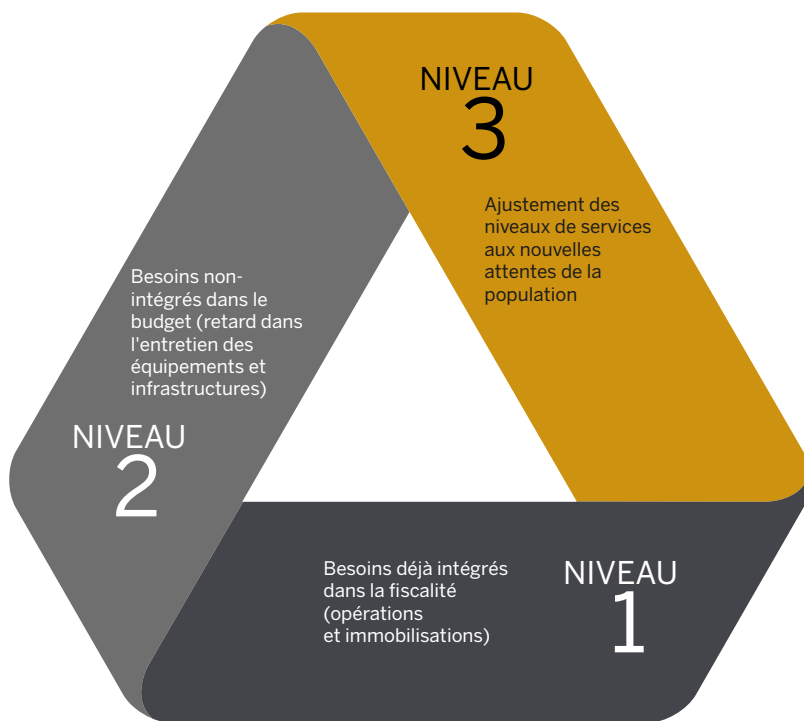 NIVEAU
3
Ajustement des
niveaux de services
aux nouvelles
attentes de la
population
Besoins non-
intégrés dans le
budget (retard dans
l'entretien des
équipements et
infrastructures)
NIVEAU
2
Besoins déjà intégrés
dans la fiscalité
(opérations
et immobilisations)
NIVEAU
1